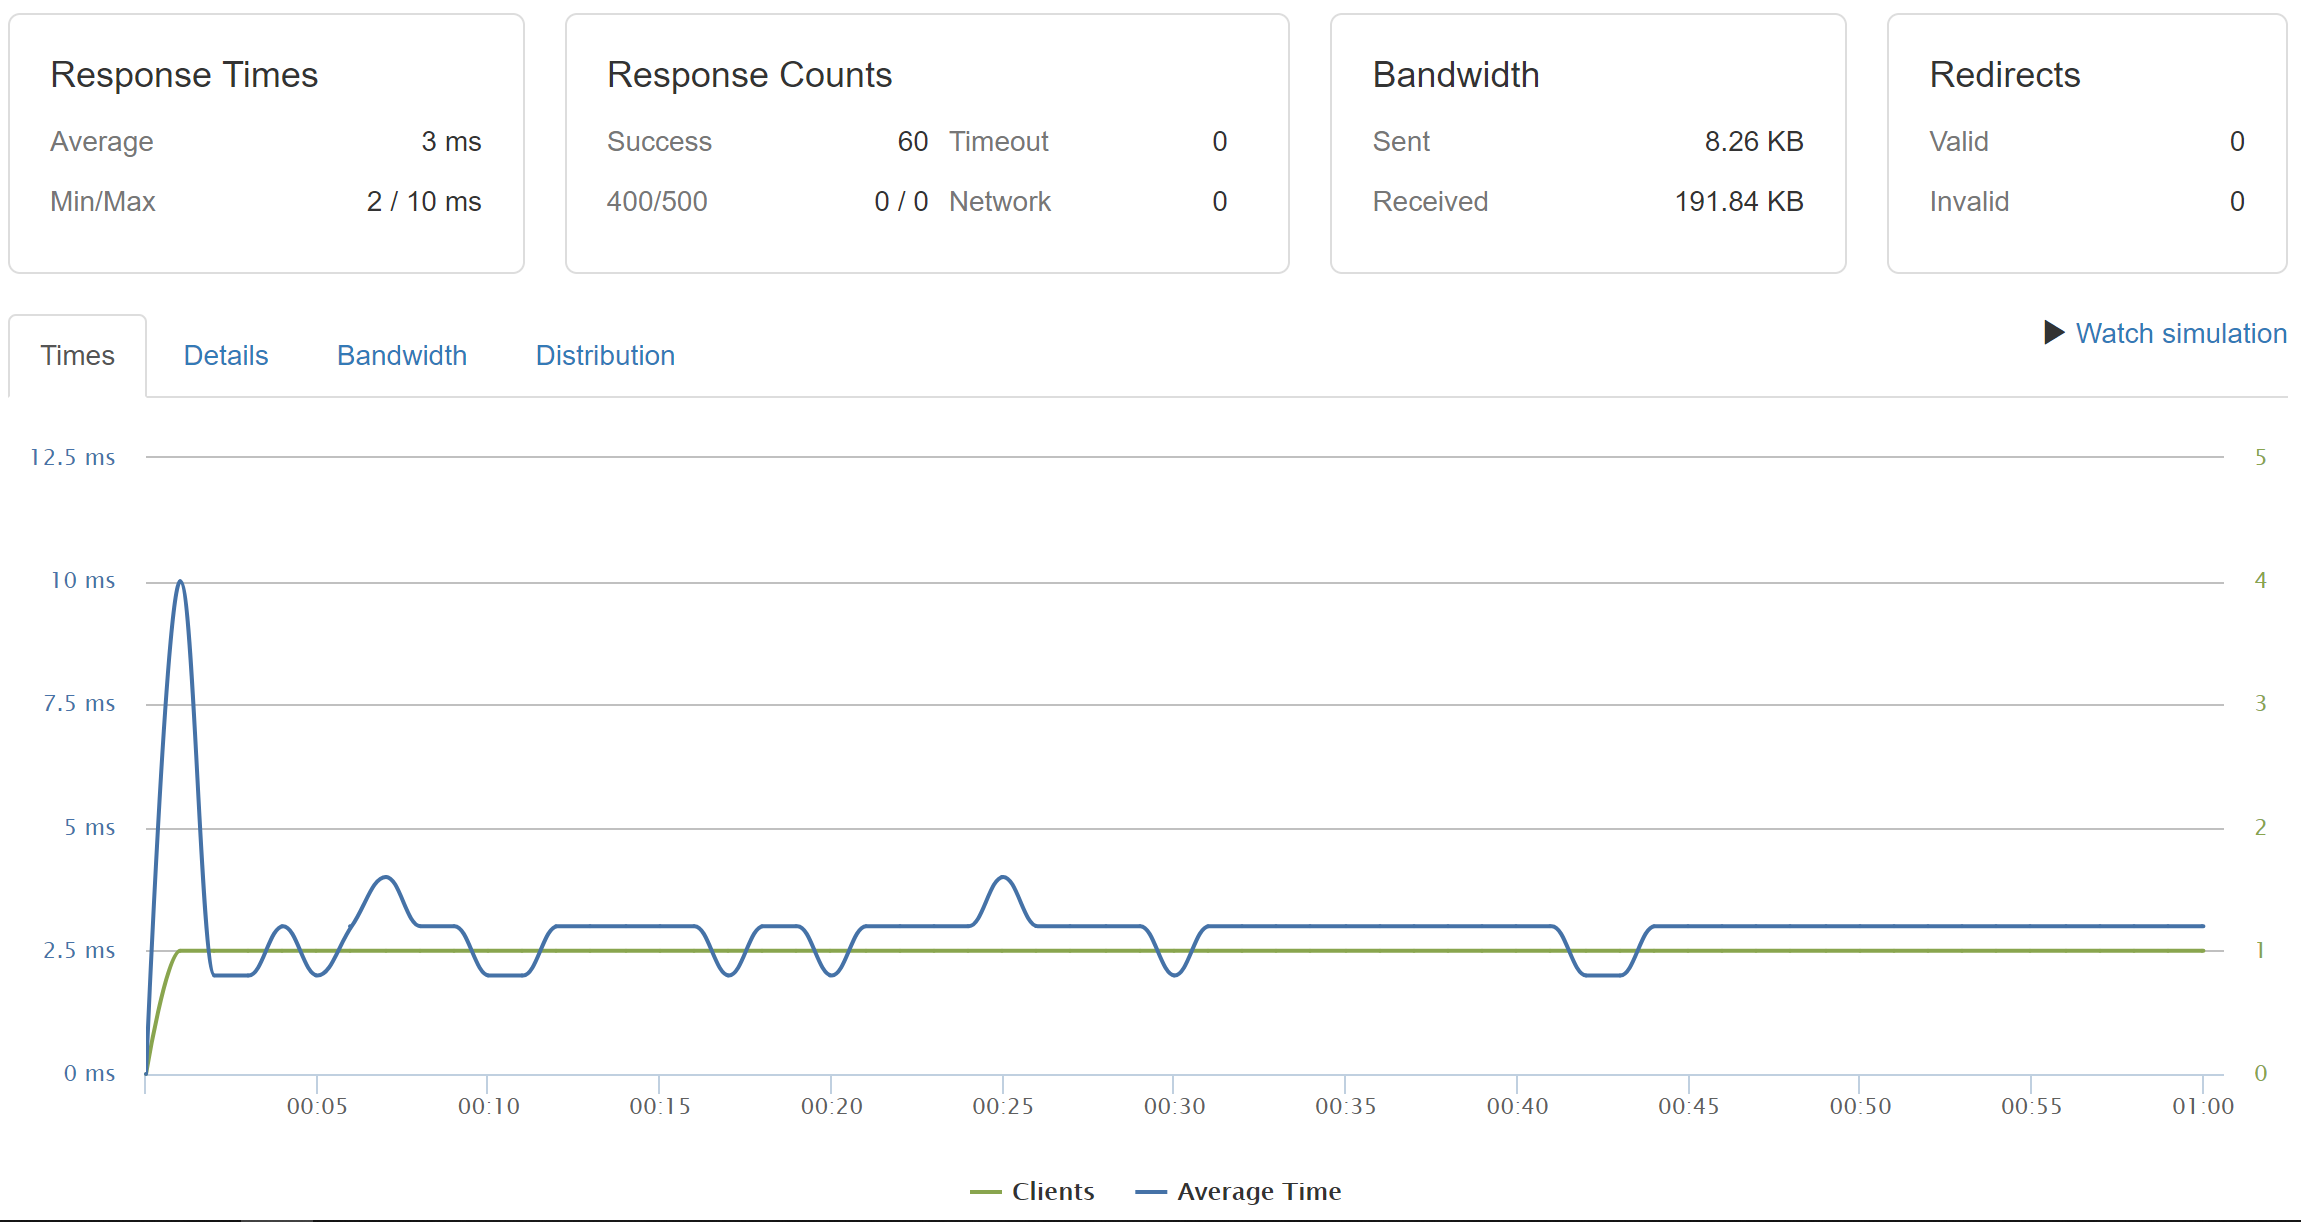 Response Times
Average 3 ms
Min/Max 2 / 10 ms
Response Counts
Success 60 Timeout 0
400/500 0 / 0 Network 0
Bandwidth
Sent 8.26 KB
Received 191.84 KB
Redirects
Valid 0
Invalid 0
Times Details Bandwidth Distribution
Watch simulation
12.5 ms 5
10 ms 4
7.5 ms 3
5 ms 2
2.5 ms 1
0 ms 0
00:05 00:10 00:15 00:20 00:25 00:30 00:35 00:40 00:45 00:50 00:55 01:00
Clients Average Time